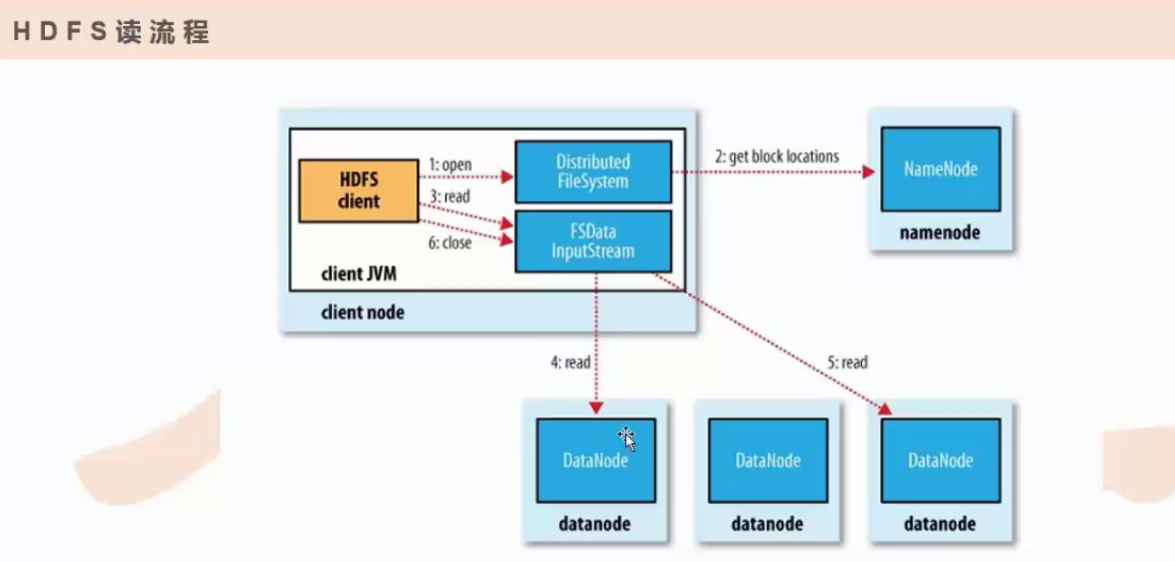 HDFS读流程
HDFS
client
1: open
3: read
6: close
Distributed
FileSystem
FSData
InputStream
client JVM
client node
2: get block locations
NameNode
namenode
4: read
5: read
DataNode
datanode
DataNode
datanode
DataNode
datanode